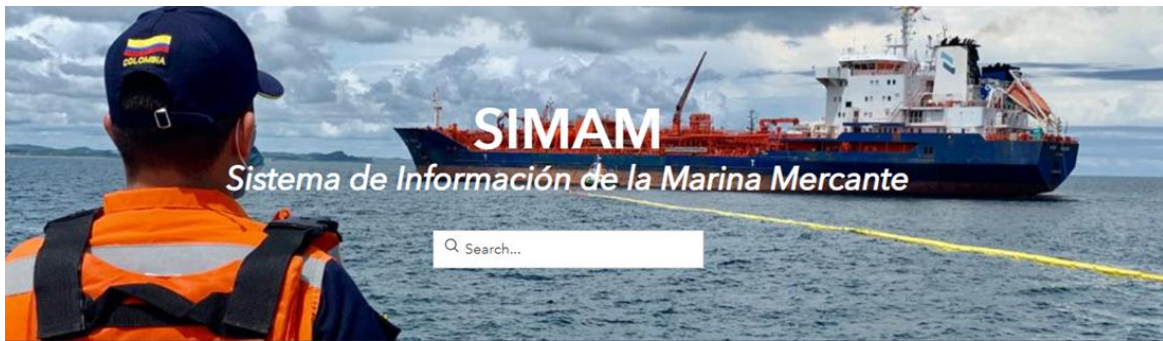 COLOMBIA
SIMAM
Sistema de Información de la Marina Mercante
Search...